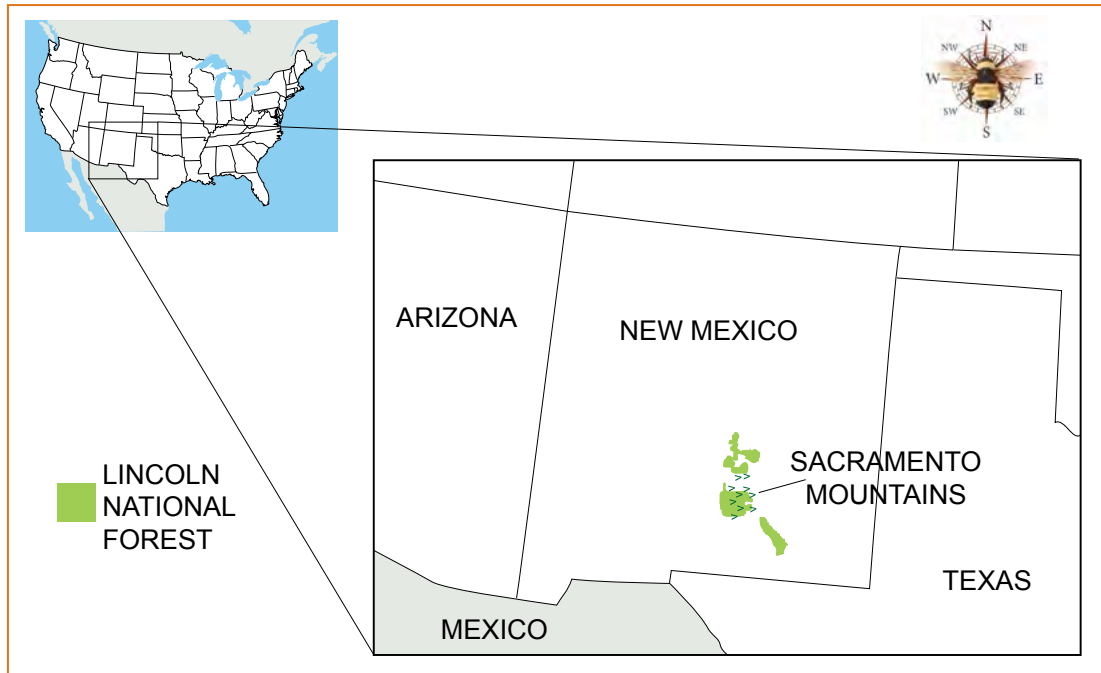 N
NW
NE
W
E
SW
SE
S
ARIZONA
NEW MEXICO
SACRAMENTO
MOUNTAINS
LINCOLN
NATIONAL
FOREST
TEXAS
MEXICO